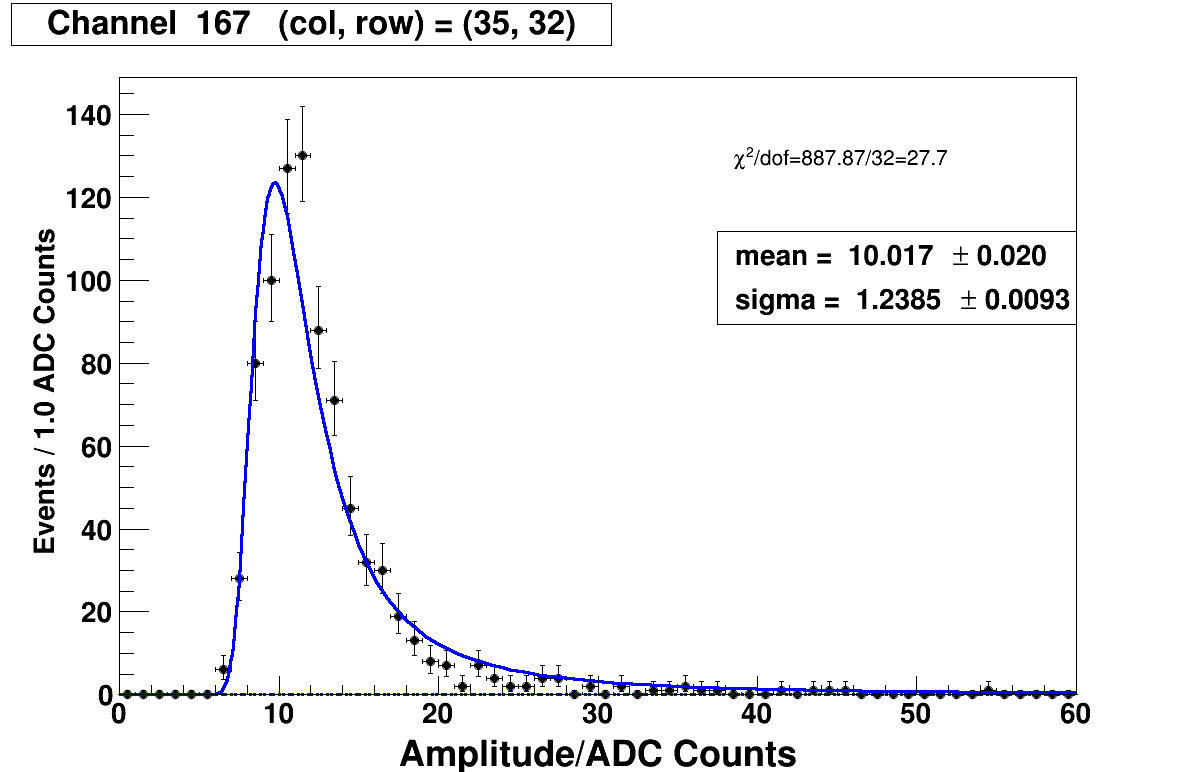 Channel 167 (col, row) = (35, 32)
140
120
100
80
60
40
20
0
Events / 1.0 ADC Counts
χ²/dof=887.87/32=27.7
mean = 10.017 ± 0.020
sigma = 1.2385 ± 0.0093
0 10 20 30 40 50 60
Amplitude/ADC Counts